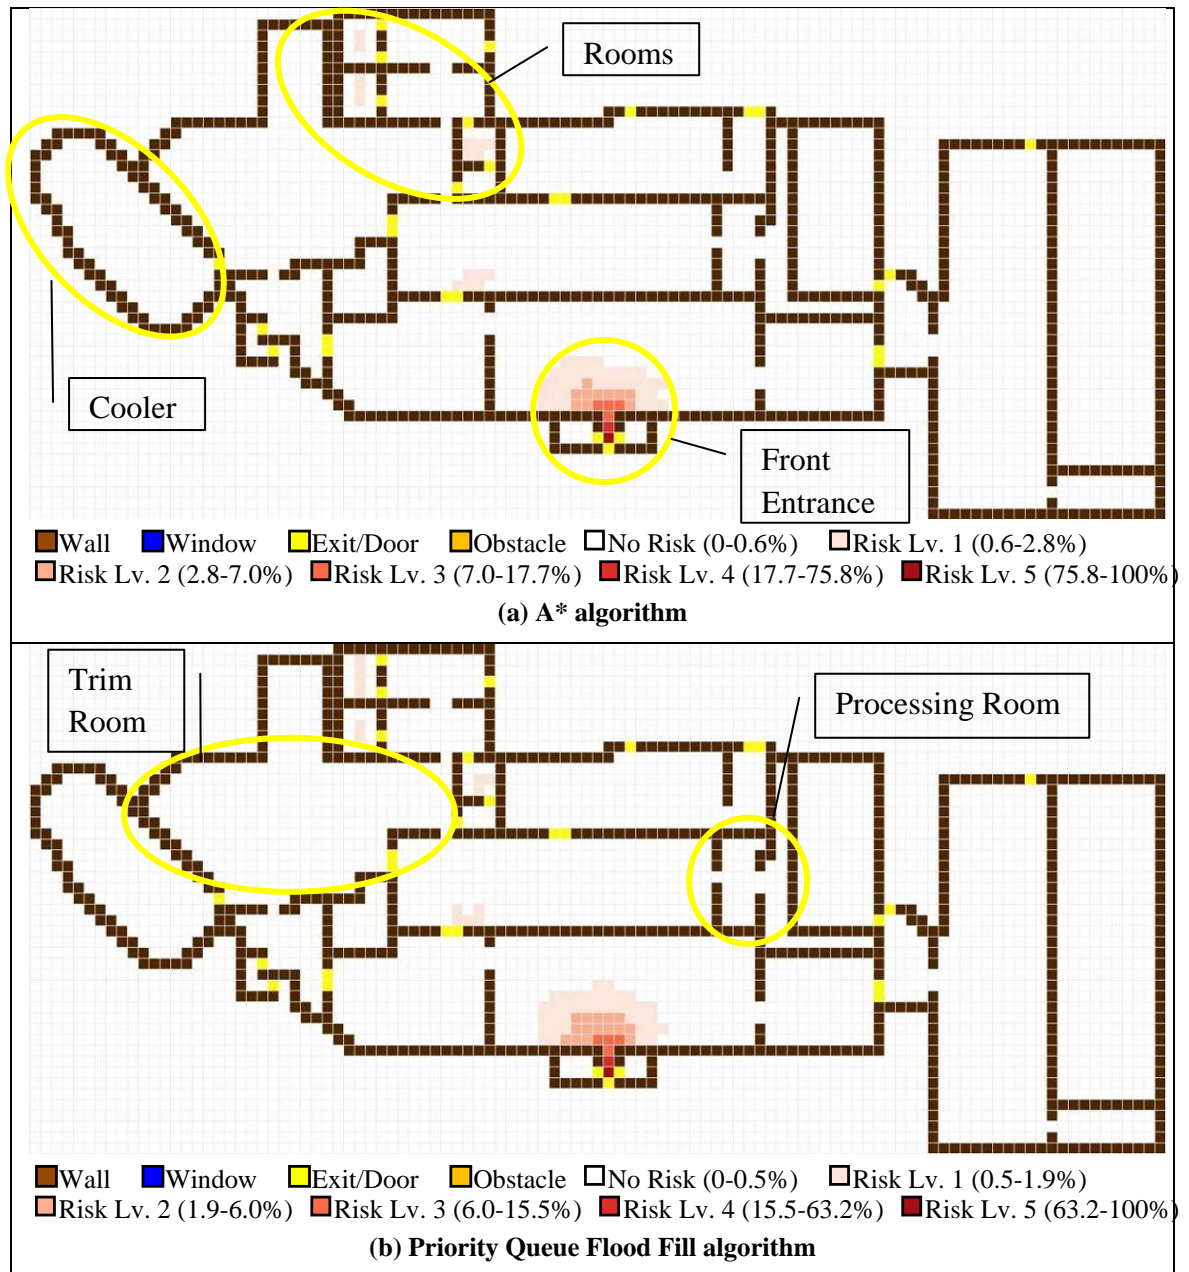 Rooms
Cooler
Front
Entrance
Wall Window Exit/Door Obstacle No Risk (0-0.6%) Risk Lv. 1 (0.6-2.8%)
Risk Lv. 2 (2.8-7.0%) Risk Lv. 3 (7.0-17.7%) Risk Lv. 4 (17.7-75.8%) Risk Lv. 5 (75.8-100%)
(a) A* algorithm
Trim
Room
Processing Room
Wall Window Exit/Door Obstacle No Risk (0-0.5%) Risk Lv. 1 (0.5-1.9%)
Risk Lv. 2 (1.9-6.0%) Risk Lv. 3 (6.0-15.5%) Risk Lv. 4 (15.5-63.2%) Risk Lv. 5 (63.2-100%)
(b) Priority Queue Flood Fill algorithm